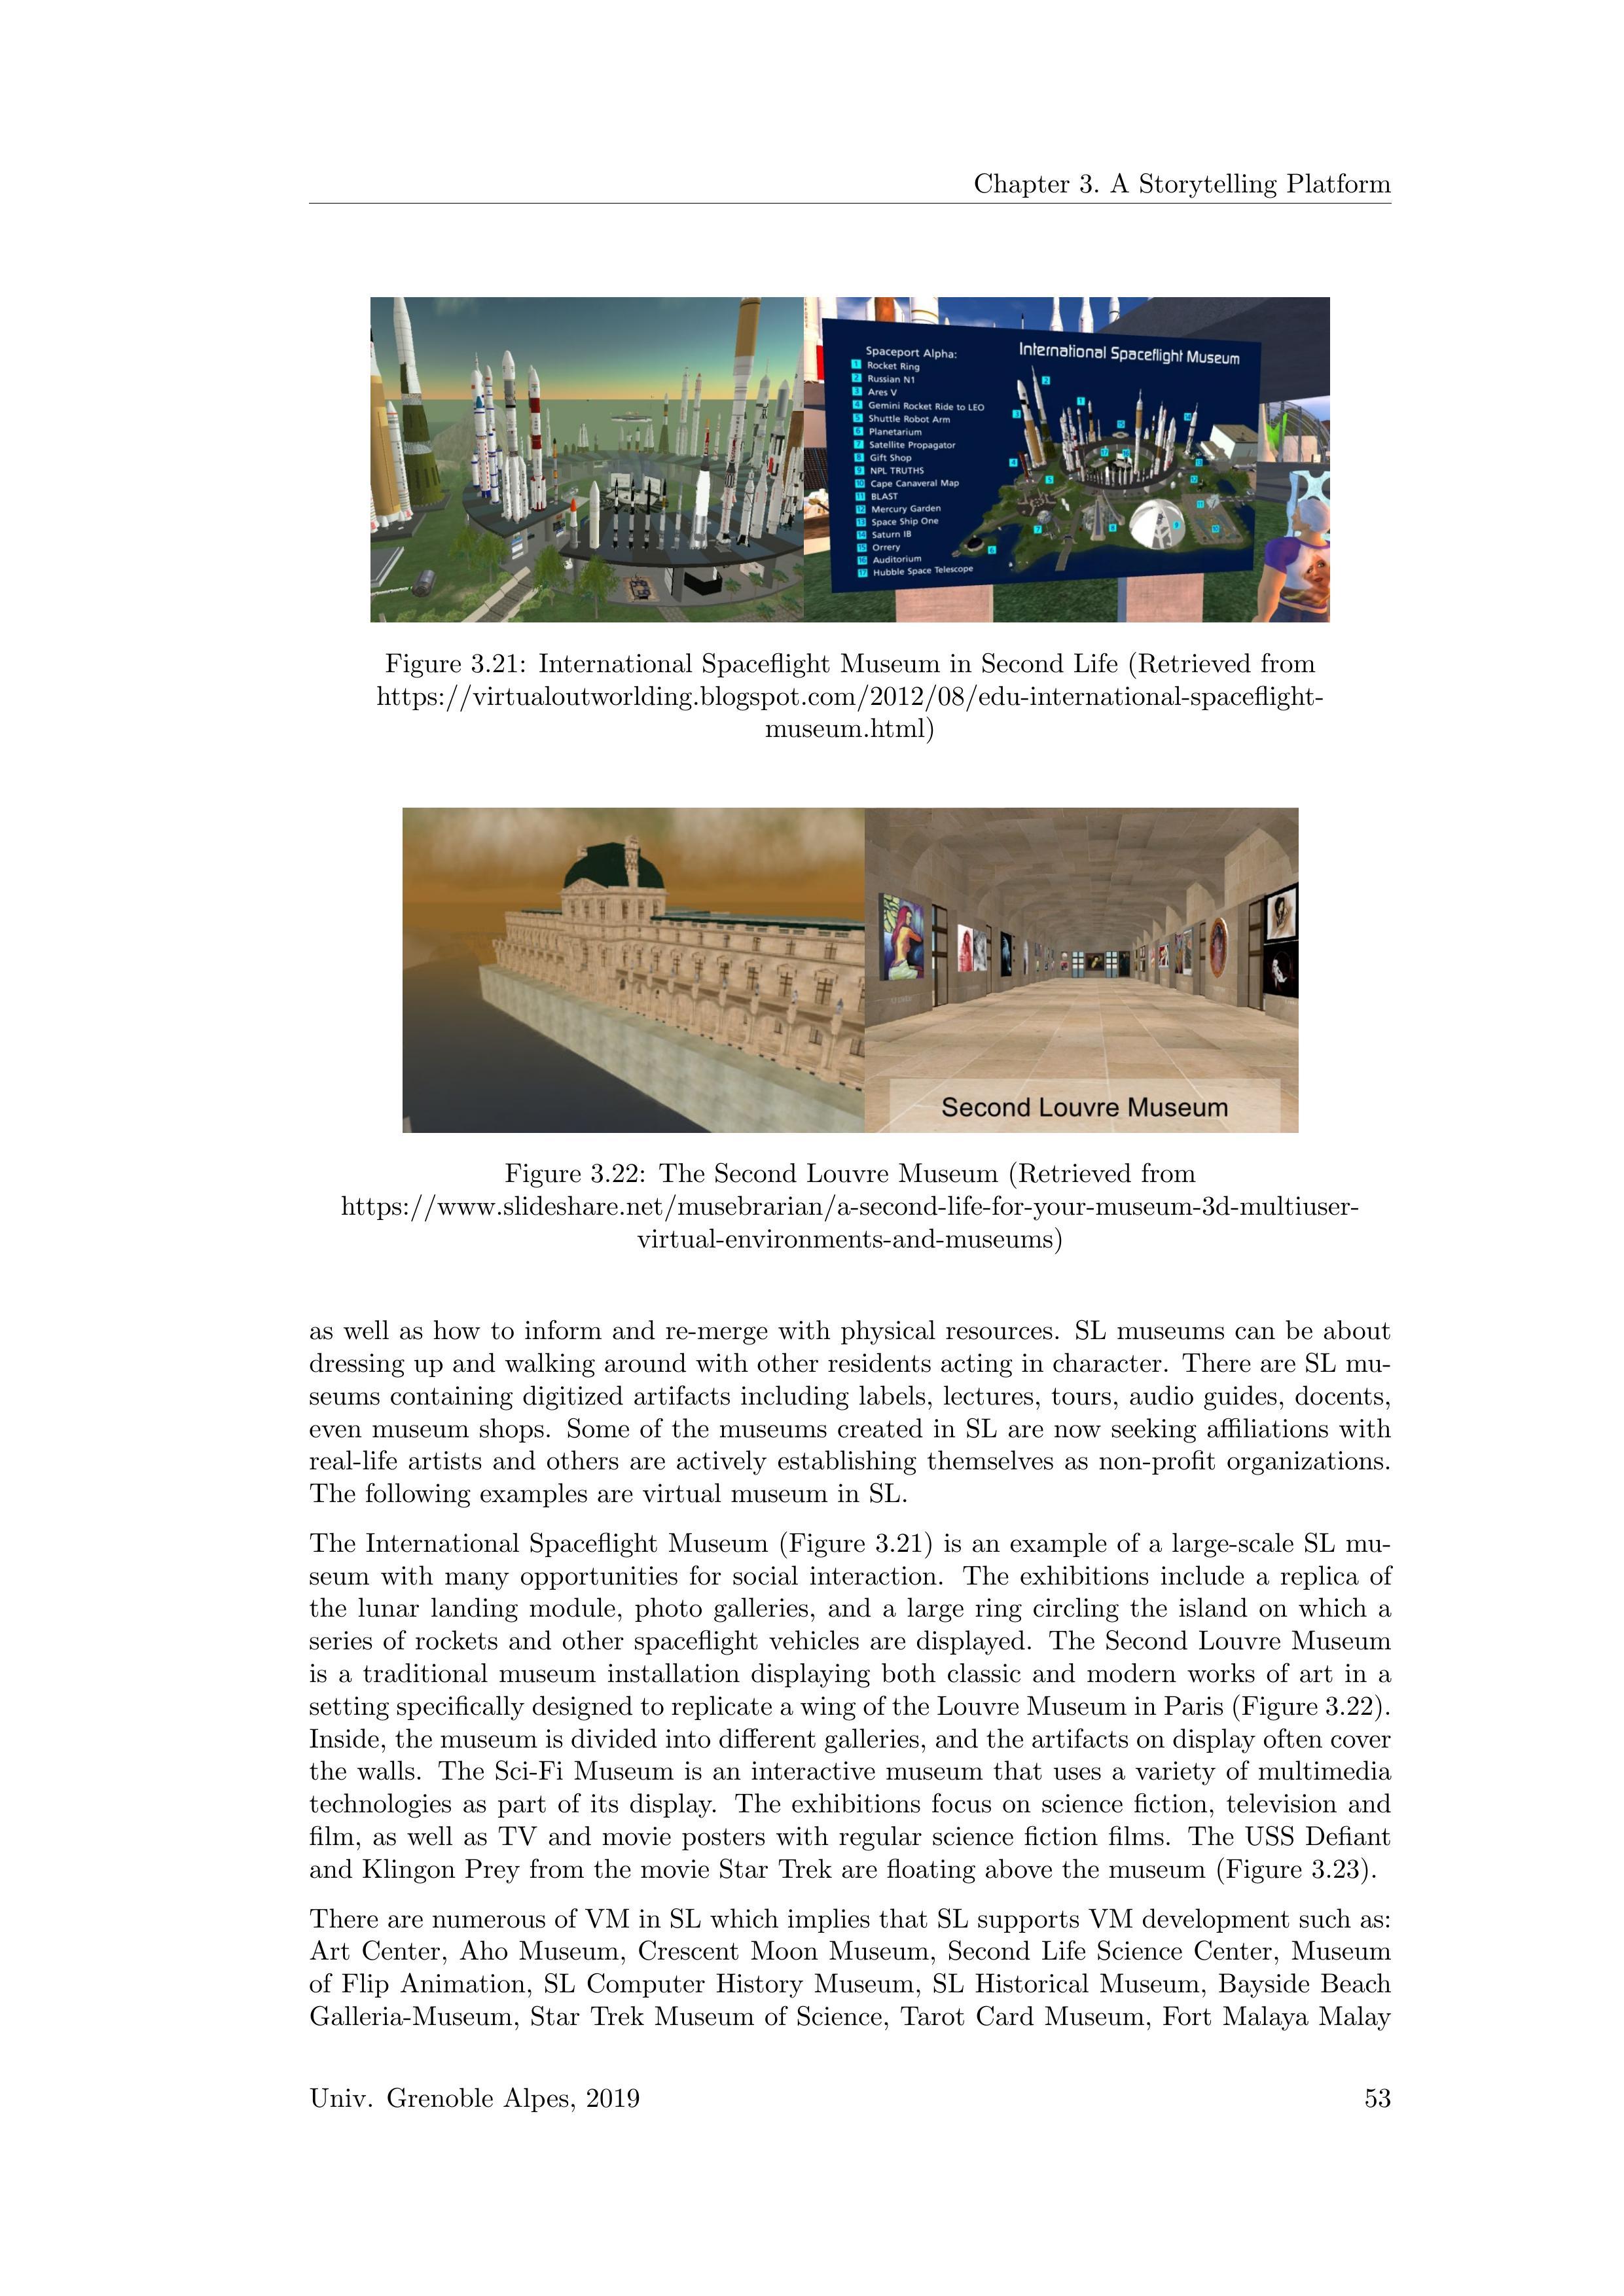 Chapter 3. A Storytelling Platform
Spaceport Alpha:
1 Rocket Ring
2 Russian N1
3 Ares V
4 Gemini Rocket Ride to LEO
5 Shuttle Robot Arm
6 Planetarium
7 Satellite Propagator
8 Gift Shop
9 NPL TRUTHS
10 Cape Canaveral Map
11 BLAST
12 Mercury Garden
13 Space Ship One
14 Saturn IB
15 Orrery
16 Auditorium
17 Hubble Space Telescope
International Spaceflight Museum
Figure 3.21: International Spaceflight Museum in Second Life (Retrieved from
https://virtualoutworlding.blogspot.com/2012/08/edu-international-spaceflight-
museum.html)
Second Louvre Museum
Figure 3.22: The Second Louvre Museum (Retrieved from
https://www.slideshare.net/musebrarian/a-second-life-for-your-museum-3d-multiuser-
virtual-environments-and-museums)
as well as how to inform and re-merge with physical resources. SL museums can be about
dressing up and walking around with other residents acting in character. There are SL mu-
seums containing digitized artifacts including labels, lectures, tours, audio guides, docents,
even museum shops. Some of the museums created in SL are now seeking affiliations with
real-life artists and others are actively establishing themselves as non-profit organizations.
The following examples are virtual museum in SL.
The International Spaceflight Museum (Figure 3.21) is an example of a large-scale SL mu-
seum with many opportunities for social interaction. The exhibitions include a replica of
the lunar landing module, photo galleries, and a large ring circling the island on which a
series of rockets and other spaceflight vehicles are displayed. The Second Louvre Museum
is a traditional museum installation displaying both classic and modern works of art in a
setting specifically designed to replicate a wing of the Louvre Museum in Paris (Figure 3.22).
Inside, the museum is divided into different galleries, and the artifacts on display often cover
the walls. The Sci-Fi Museum is an interactive museum that uses a variety of multimedia
technologies as part of its display. The exhibitions focus on science fiction, television and
film, as well as TV and movie posters with regular science fiction films. The USS Defiant
and Klingon Prey from the movie Star Trek are floating above the museum (Figure 3.23).
There are numerous of VM in SL which implies that SL supports VM development such as:
Art Center, Aho Museum, Crescent Moon Museum, Second Life Science Center, Museum
of Flip Animation, SL Computer History Museum, SL Historical Museum, Bayside Beach
Galleria-Museum, Star Trek Museum of Science, Tarot Card Museum, Fort Malaya Malay
Univ. Grenoble Alpes, 2019
53